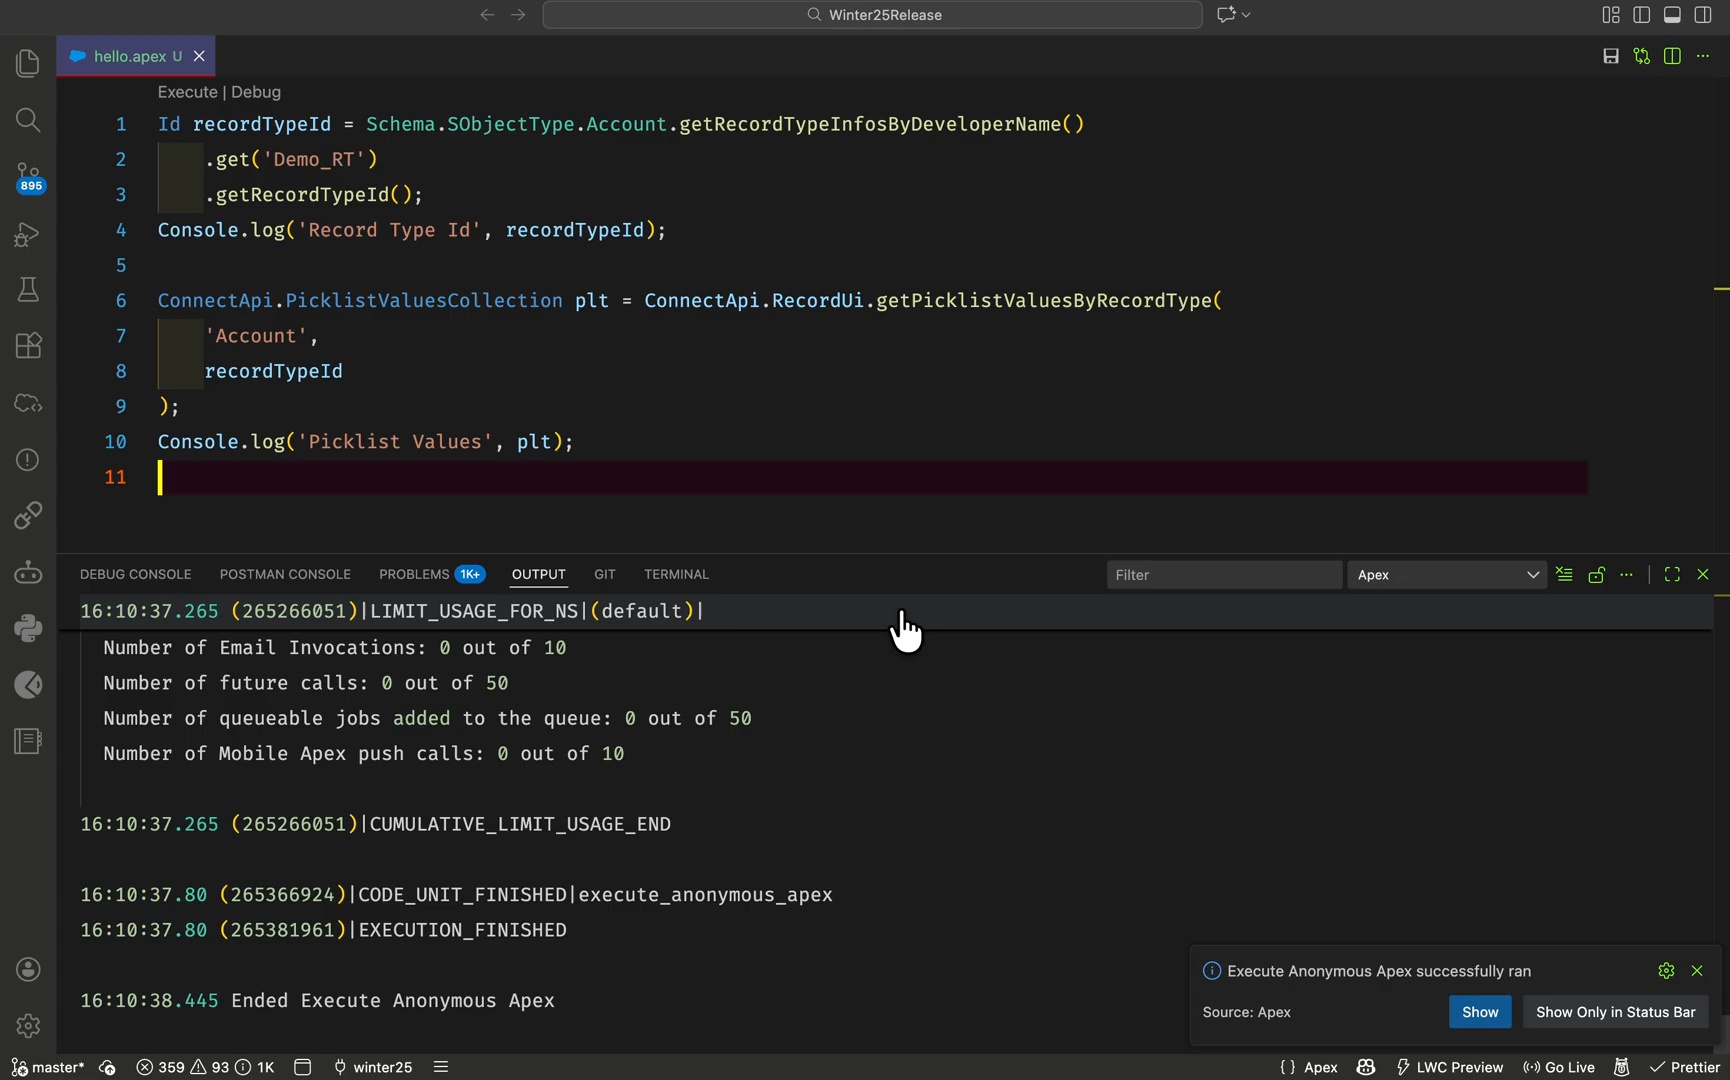 Winter25Release
hello.apex U
Execute | Debug
1 Id recordTypeId = Schema.SObjectType.Account.getRecordTypeInfosByDeveloperName()
2 .get('Demo_RT')
3 .getRecordTypeId();
4 Console.log('Record Type Id', recordTypeId);
5
6 ConnectApi.PicklistValuesCollection plt = ConnectApi.RecordUi.getPicklistValuesByRecordType(
7 'Account',
8 recordTypeId
9 );
10 Console.log('Picklist Values', plt);
11
895
DEBUG CONSOLE POSTMAN CONSOLE PROBLEMS 1K+ OUTPUT GIT TERMINAL Filter Apex
16:10:37.265 (265266051)|LIMIT_USAGE_FOR_NS|(default)|
Number of Email Invocations: 0 out of 10
Number of future calls: 0 out of 50
Number of queueable jobs added to the queue: 0 out of 50
Number of Mobile Apex push calls: 0 out of 10
16:10:37.265 (265266051)|CUMULATIVE_LIMIT_USAGE_END
16:10:37.80 (265366924)|CODE_UNIT_FINISHED|execute_anonymous_apex
16:10:37.80 (265381961)|EXECUTION_FINISHED
16:10:38.445 Ended Execute Anonymous Apex
Execute Anonymous Apex successfully ran
Source: Apex Show Show Only in Status Bar
master* 359 93 1K winter25 { } Apex LWC Preview Go Live Prettier